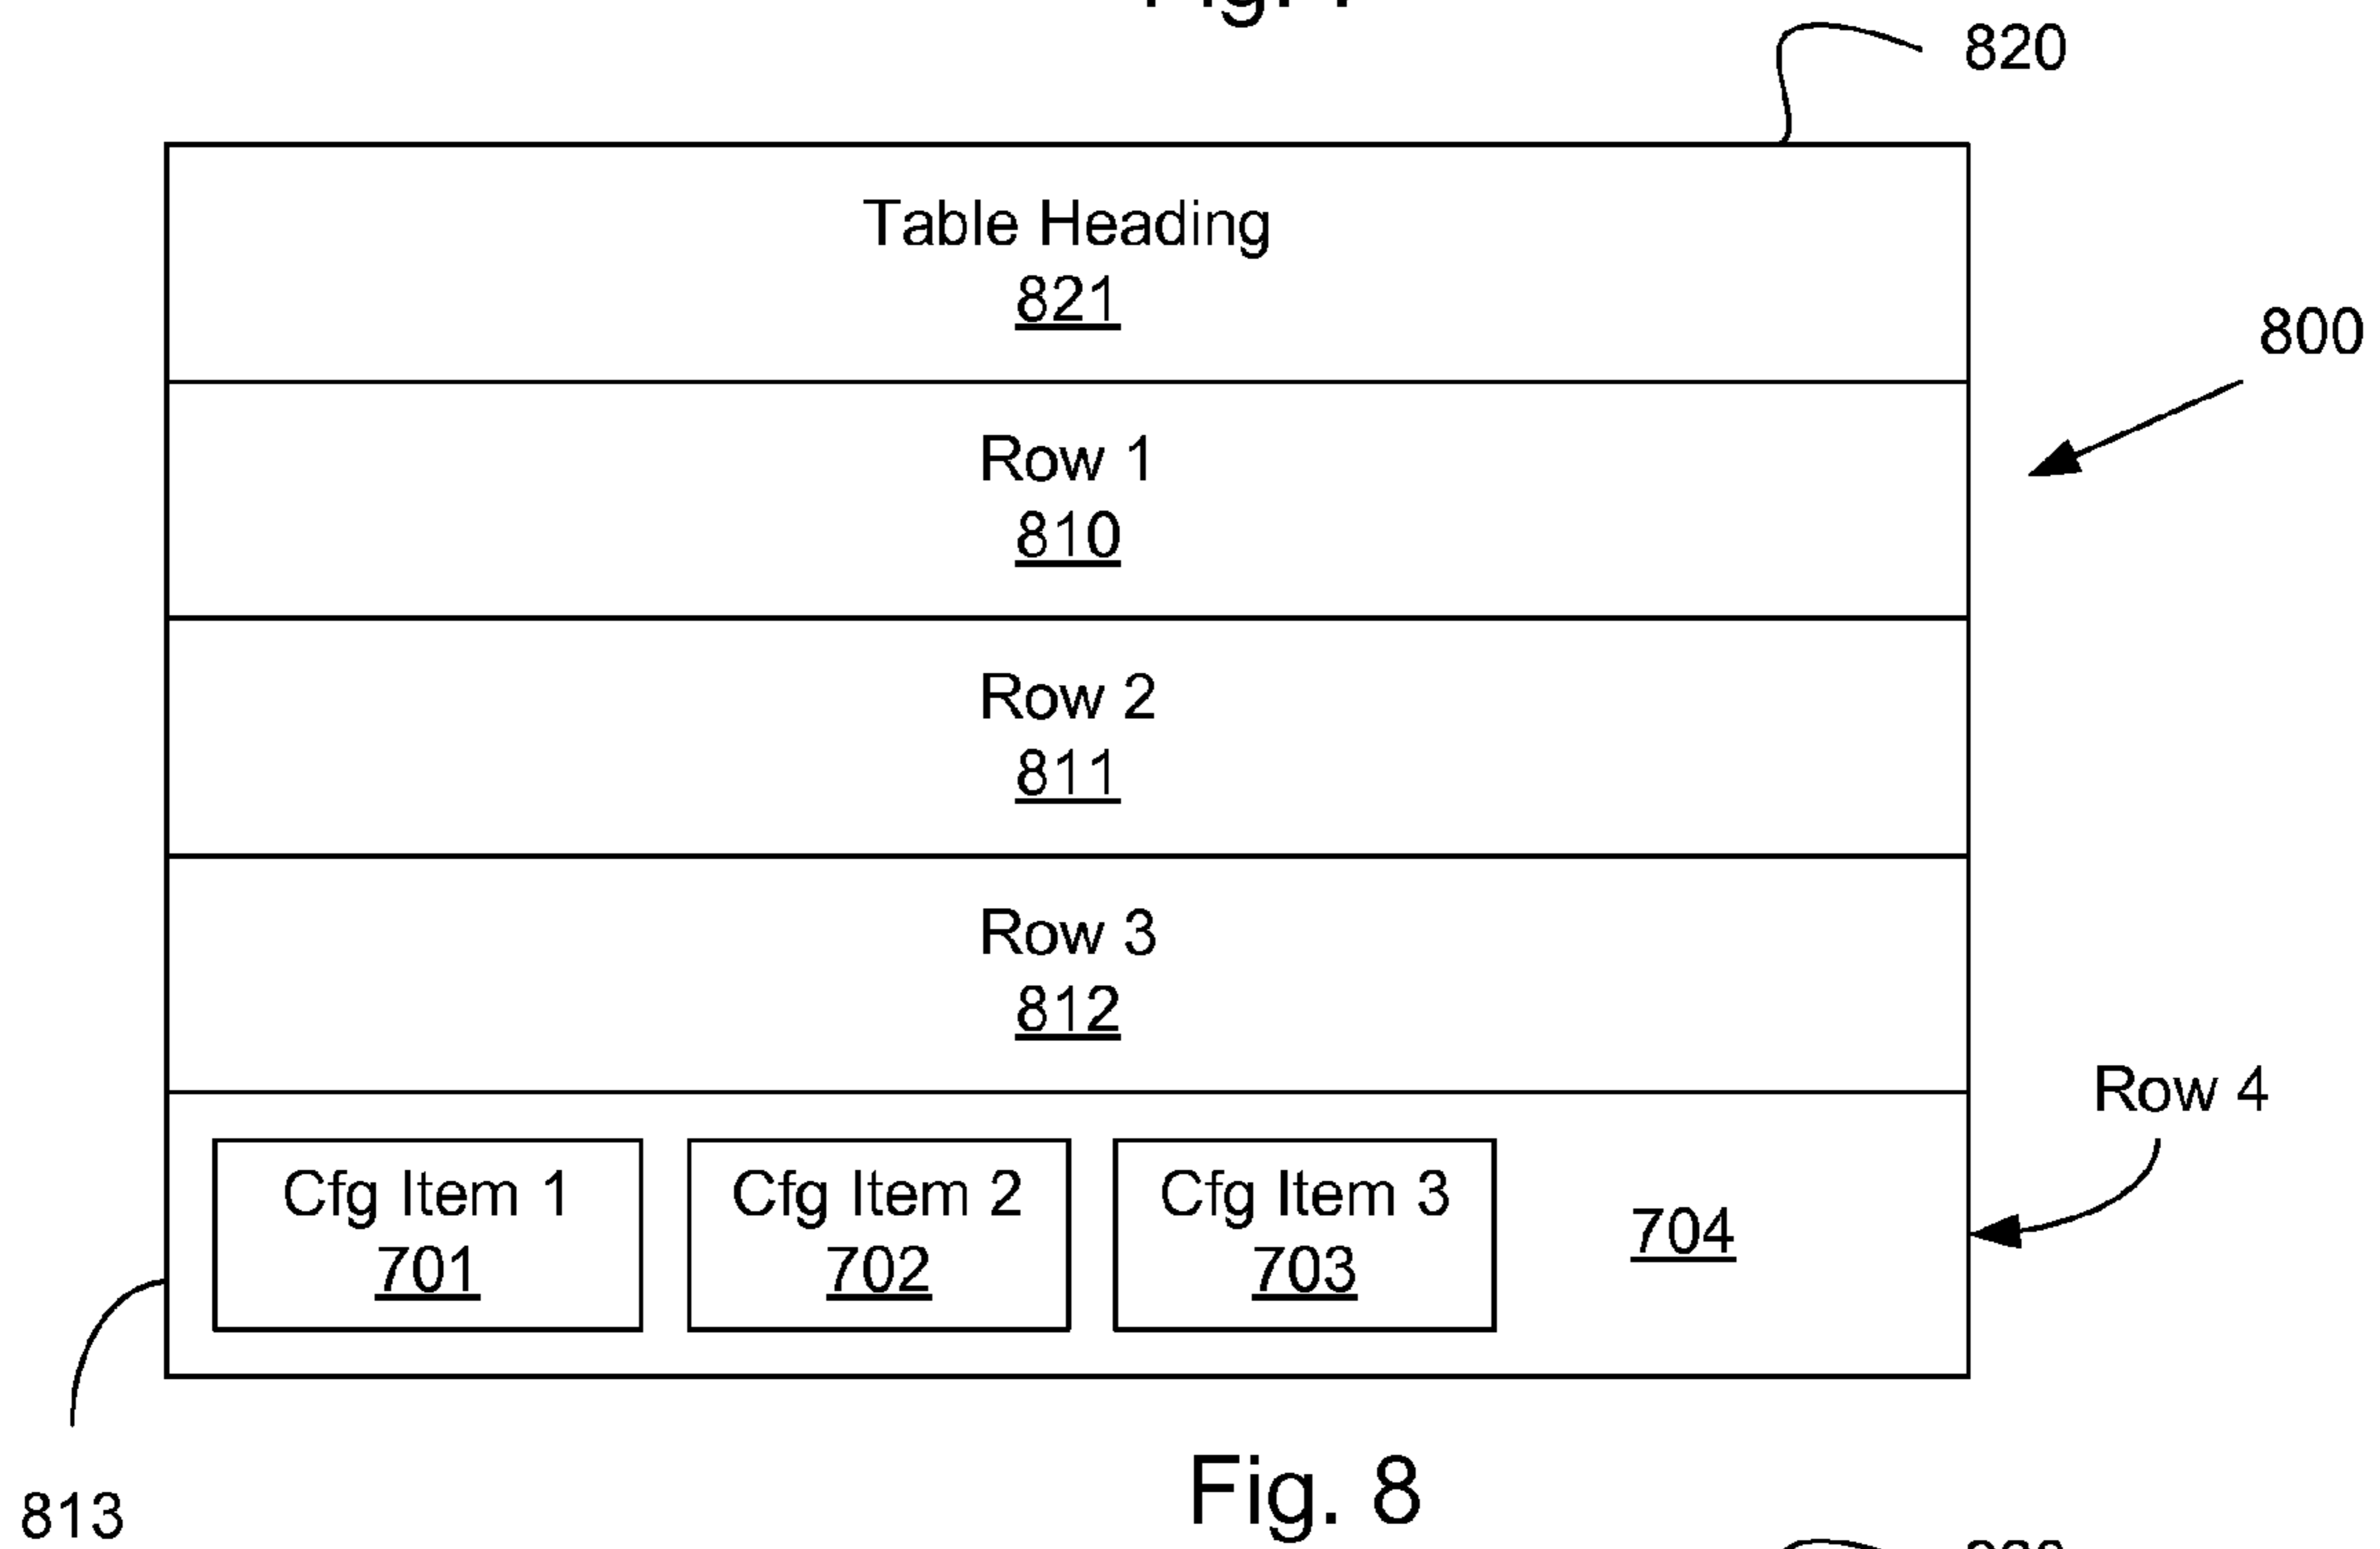 820
Table Heading
821
800
Row 1
810
Row 2
811
Row 3
812
Row 4
Cfg Item 1
701
Cfg Item 2
702
Cfg Item 3
703
704
813
Fig. 8